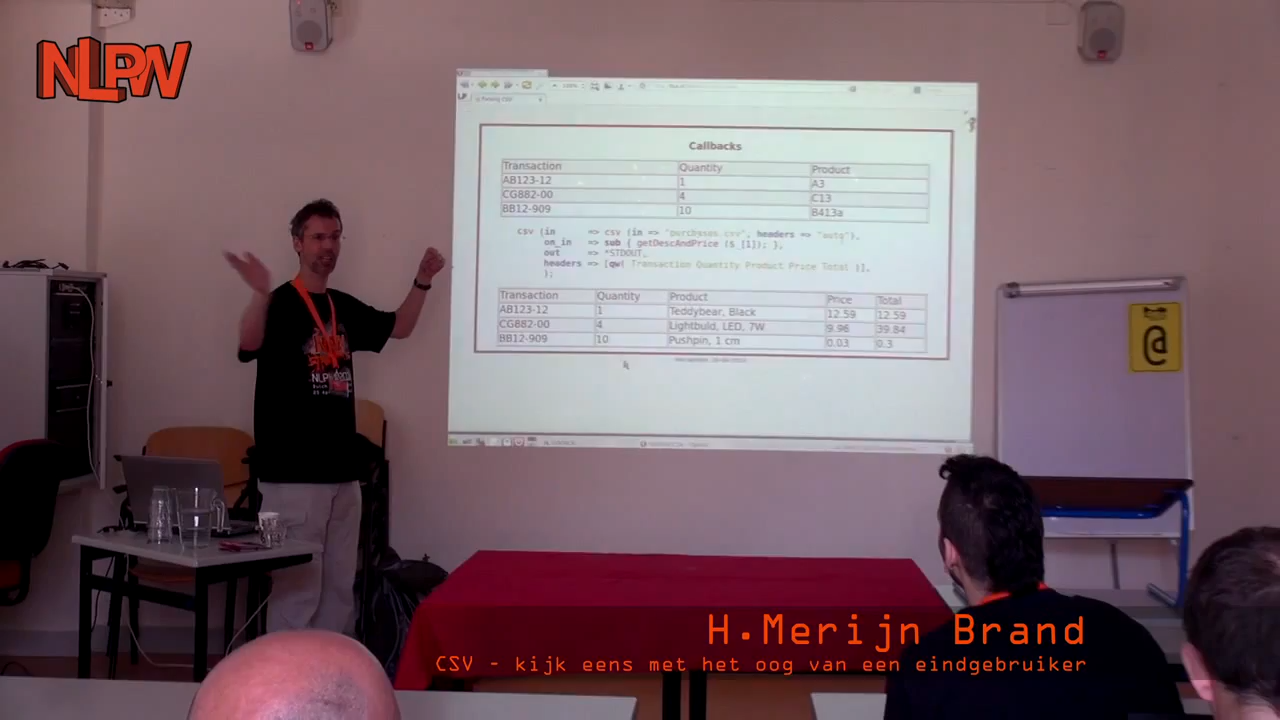 NLPW
Parsing CSV
Callbacks
Transaction Quantity Product
AB123-12 1 A3
CG882-00 4 C13
BB12-909 10 B413a
csv (in => csv (in => "purchases.csv", headers => "auto"),
on_in => sub { getDescAndPrice ($_[1]); },
out => *STDOUT,
headers => [qw( Transaction Quantity Product Price Total )],
);
Transaction Quantity Product Price Total
AB123-12 1 Teddybear, Black 12.59 12.59
CG882-00 4 Lightbuld, LED, 7W 9.96 39.84
BB12-909 10 Pushpin, 1 cm 0.03 0.3
@
NLPW
H.Merijn Brand
CSV - kijk eens met het oog van een eindgebruiker